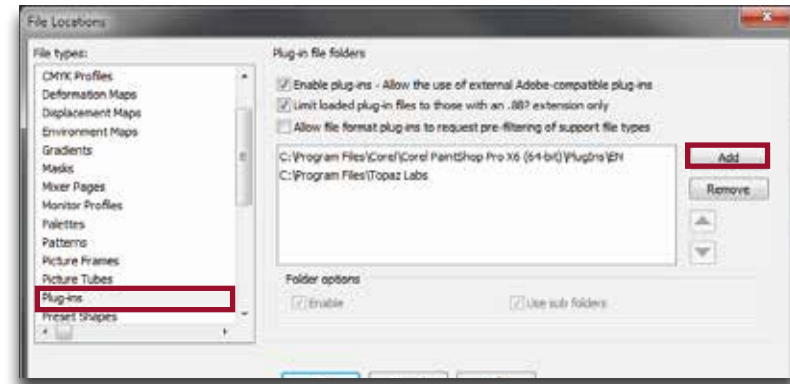 File Locations
File types:
CMYK Profiles
Deformation Maps
Displacement Maps
Environment Maps
Gradients
Masks
Mixer Pages
Monitor Profiles
Palettes
Patterns
Picture Frames
Picture Tubes
Plug-ins
Preset Shapes
Plug-in file folders
Enable plug-ins - Allow the use of external Adobe-compatible plug-ins
Limit loaded plug-in files to those with an .8B? extension only
Allow file format plug-ins to request pre-filtering of support file types
C:\Program Files\Corel\Corel PaintShop Pro X6 (64-bit)\PlugIns\EN
C:\Program Files\Topaz Labs
Add
Remove
Folder options
Enable
Use sub folders